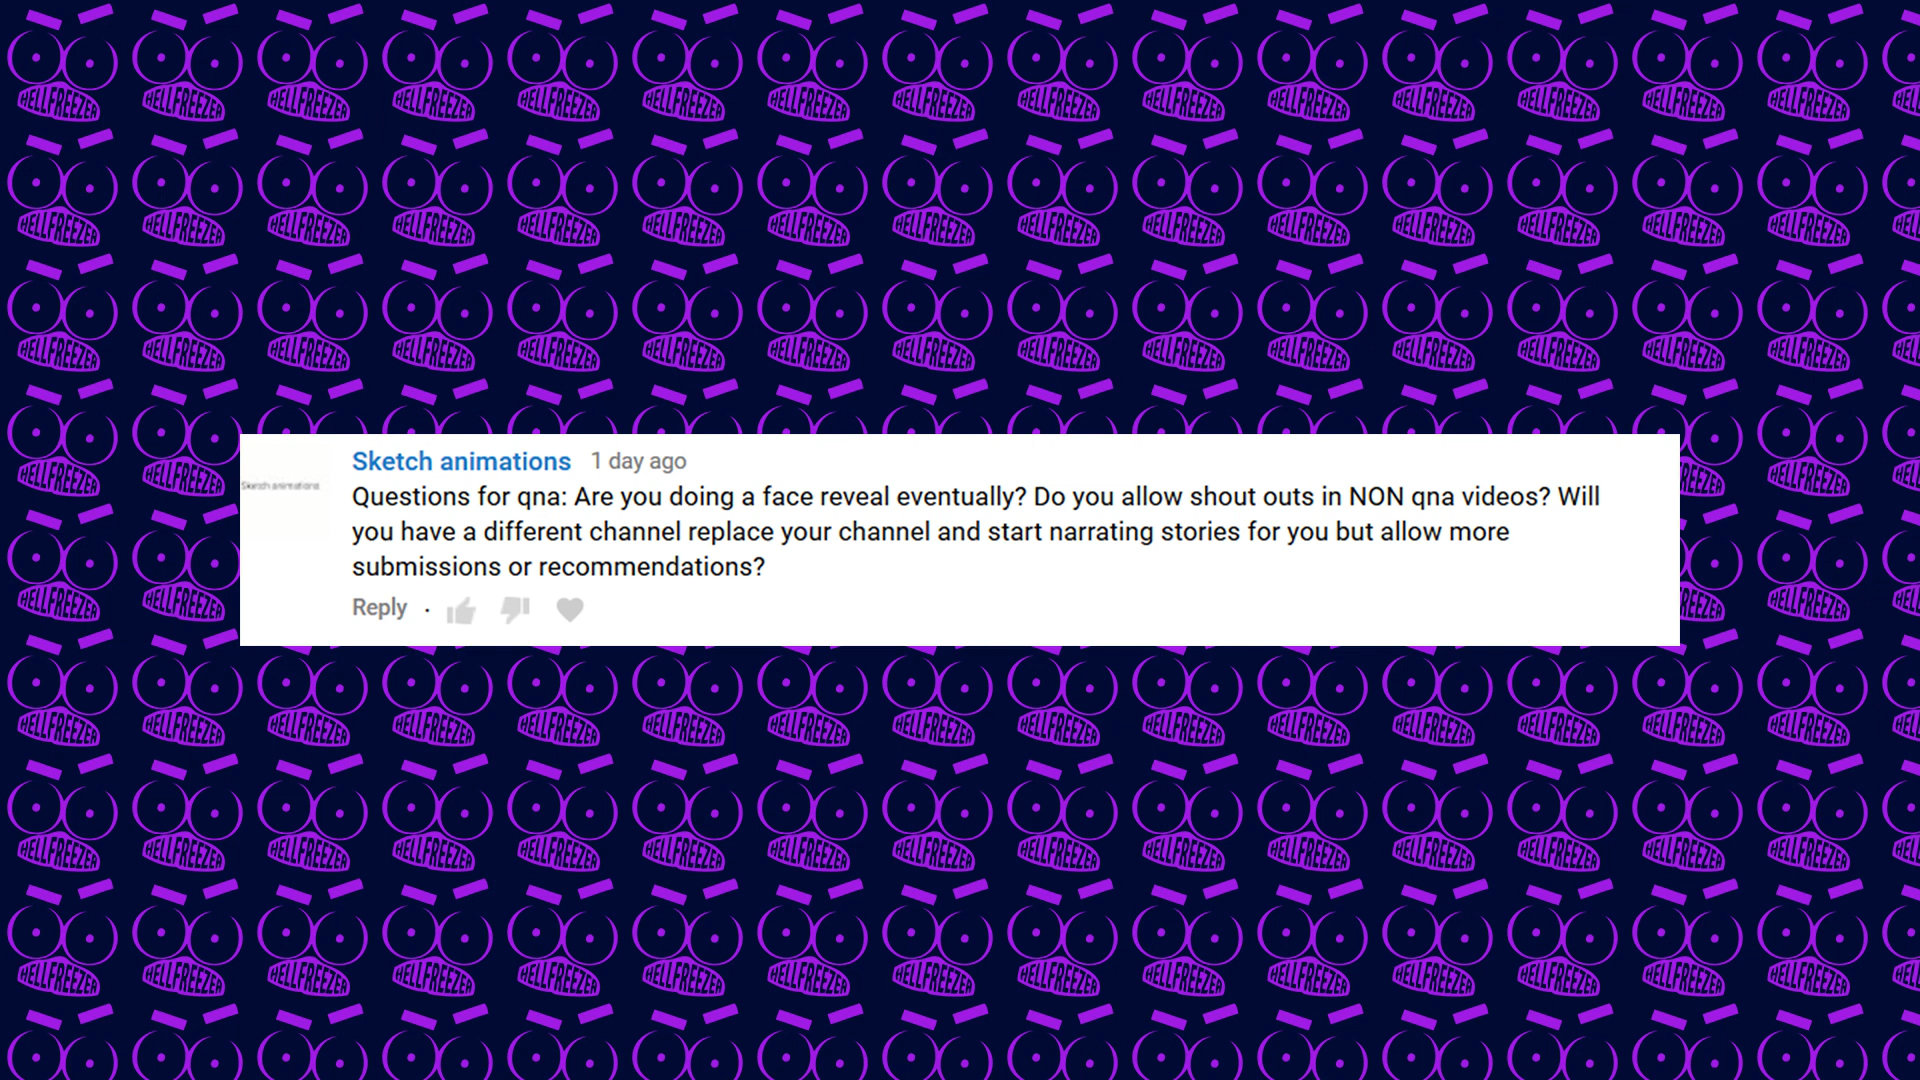 HELLFREEZER
Sketch animations 1 day ago
Sketch animations
Questions for qna: Are you doing a face reveal eventually? Do you allow shout outs in NON qna videos? Will
you have a different channel replace your channel and start narrating stories for you but allow more
submissions or recommendations?
Reply ·